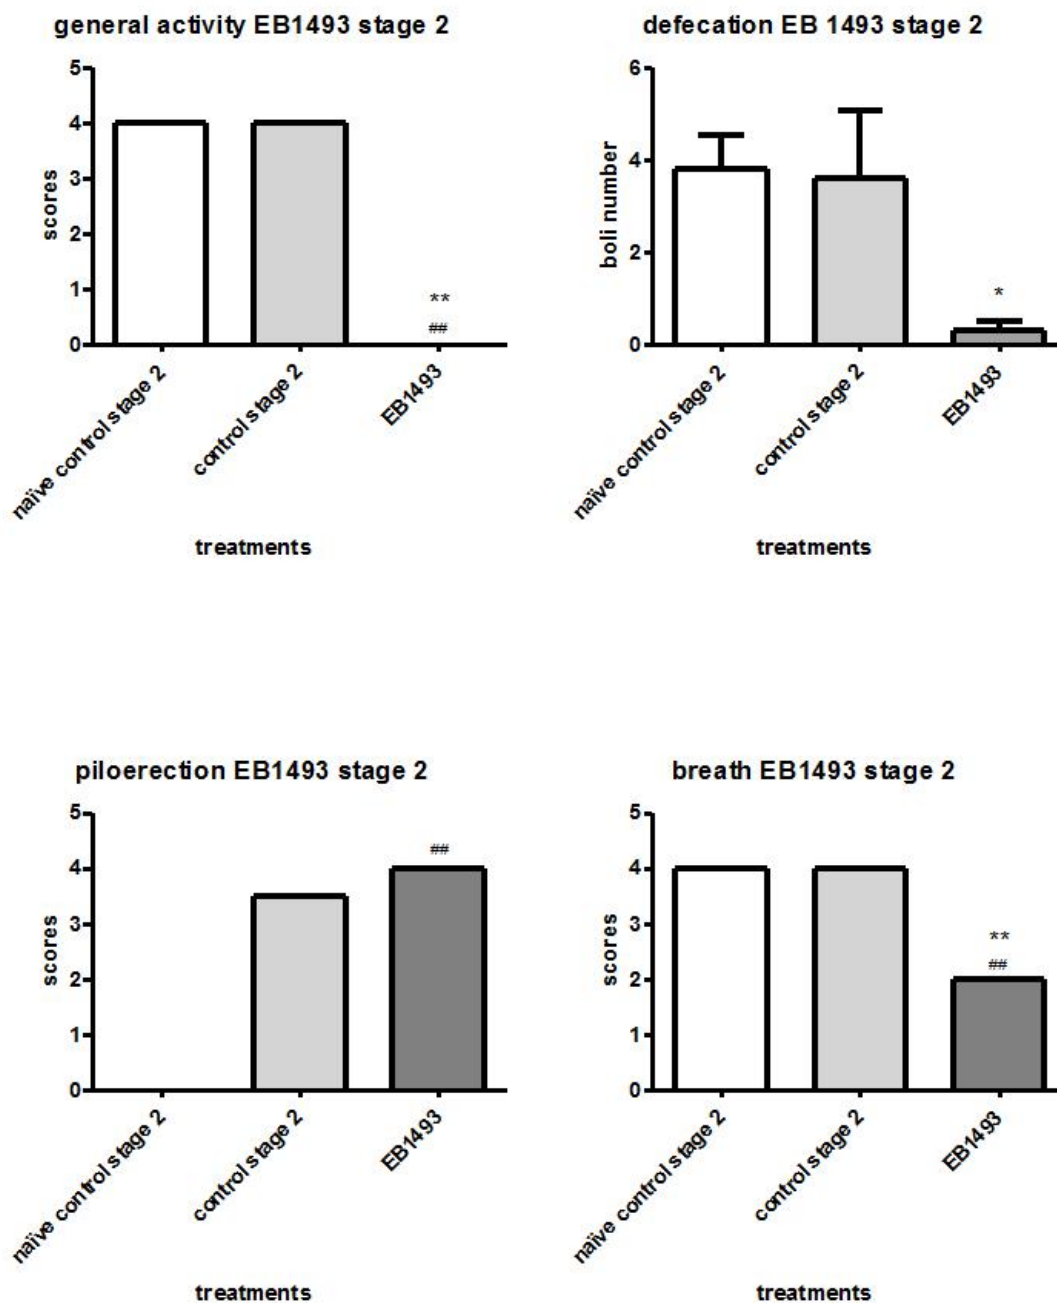 general activity EB1493 stage 2
5
4
3
2
1
0
scores
**
##
naïve control stage 2
control stage 2
EB1493
treatments
defecation EB 1493 stage 2
6
4
2
0
boli number
*
naïve control stage 2
control stage 2
EB1493
treatments
piloerection EB1493 stage 2
5
4
3
2
1
0
scores
##
naïve control stage 2
control stage 2
EB1493
treatments
breath EB1493 stage 2
5
4
3
2
1
0
scores
**
##
naïve control stage 2
control stage 2
EB1493
treatments